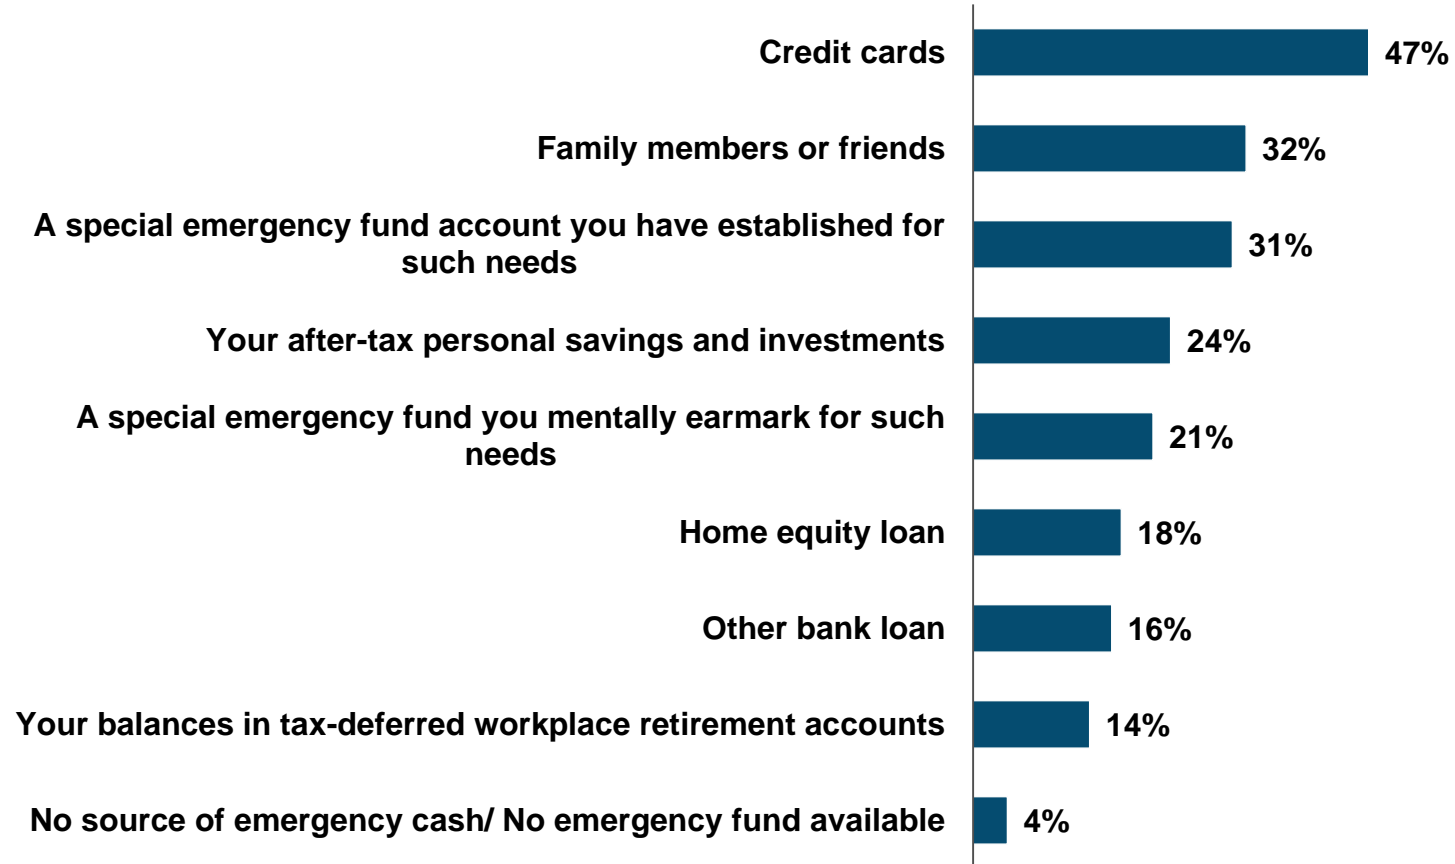 Credit cards 47%
Family members or friends 32%
A special emergency fund account you have established for
such needs 31%
Your after-tax personal savings and investments 24%
A special emergency fund you mentally earmark for such
needs 21%
Home equity loan 18%
Other bank loan 16%
Your balances in tax-deferred workplace retirement accounts 14%
No source of emergency cash/ No emergency fund available 4%